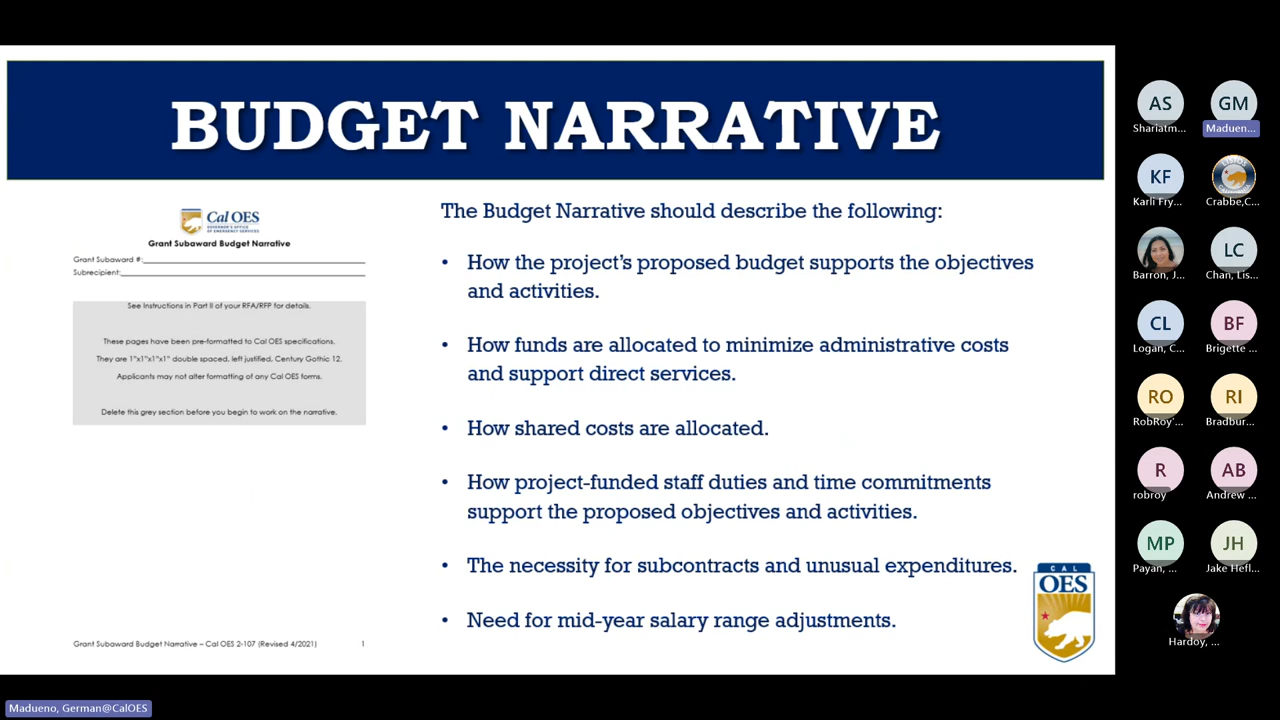 BUDGET NARRATIVE
Cal OES
GOVERNOR'S OFFICE
OF EMERGENCY SERVICES
Grant Subaward Budget Narrative
Grant Subaward #:
Subrecipient:
See Instructions in Part II of your RFA/RFP for details.
These pages have been pre-formatted to Cal OES specifications.
They are 1"x1"x1"x1" double spaced, left justified, Century Gothic 12.
Applicants may not alter formatting of any Cal OES forms.
Delete this grey section before you begin to work on the narrative.
Grant Subaward Budget Narrative – Cal OES 2-107 (Revised 4/2021) 1
The Budget Narrative should describe the following:
• How the project's proposed budget supports the objectives
and activities.
• How funds are allocated to minimize administrative costs
and support direct services.
• How shared costs are allocated.
• How project-funded staff duties and time commitments
support the proposed objectives and activities.
• The necessity for subcontracts and unusual expenditures.
• Need for mid-year salary range adjustments.
CAL
OES
AS
Shariatm...
GM
Maduen...
KF
Karli Fry...
Crabbe,C...
Barron, J...
LC
Chan, Lis...
CL
Logan, C...
BF
Brigette ...
RO
RobRoy'...
RI
Bradbur...
R
robroy
AB
Andrew ...
MP
Payan, ...
JH
Jake Hefl...
Hardoy, ...
Madueno, German@CalOES